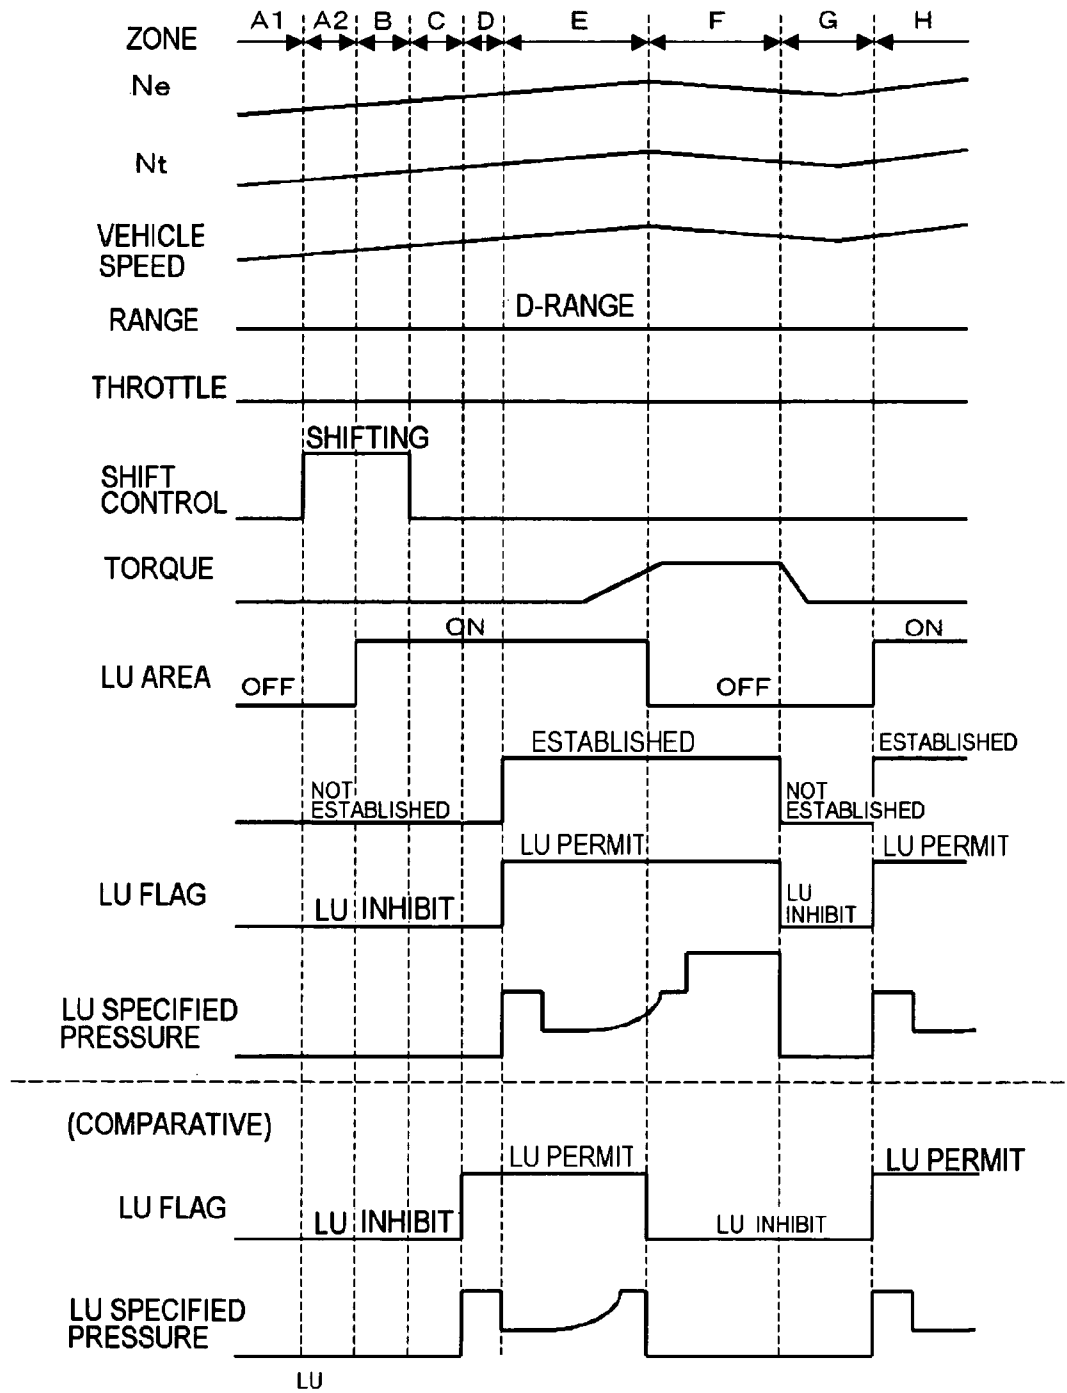 ZONE A1 A2 B C D E F G H
Ne
Nt
VEHICLE
SPEED
RANGE D-RANGE
THROTTLE
SHIFTING
SHIFT
CONTROL
TORQUE
ON ON
LU AREA OFF OFF
ESTABLISHED ESTABLISHED
NOT
ESTABLISHED
NOT
ESTABLISHED
LU PERMIT LU PERMIT
LU FLAG LU INHIBIT
LU
INHIBIT
LU SPECIFIED
PRESSURE
(COMPARATIVE)
LU PERMIT LU PERMIT
LU FLAG LU INHIBIT LU INHIBIT
LU SPECIFIED
PRESSURE
LU